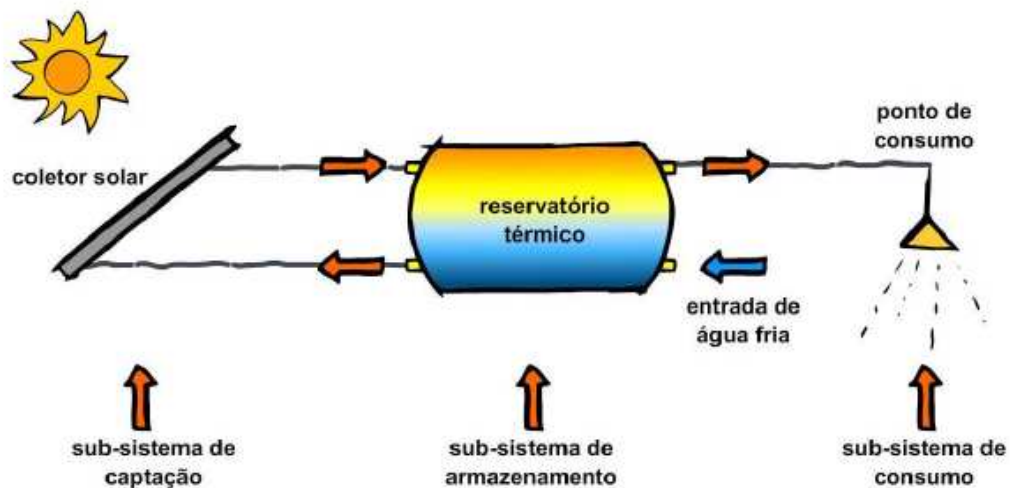 coletor solar
reservatório
térmico
ponto de
consumo
entrada de
água fria
sub-sistema de
captação
sub-sistema de
armazenamento
sub-sistema de
consumo